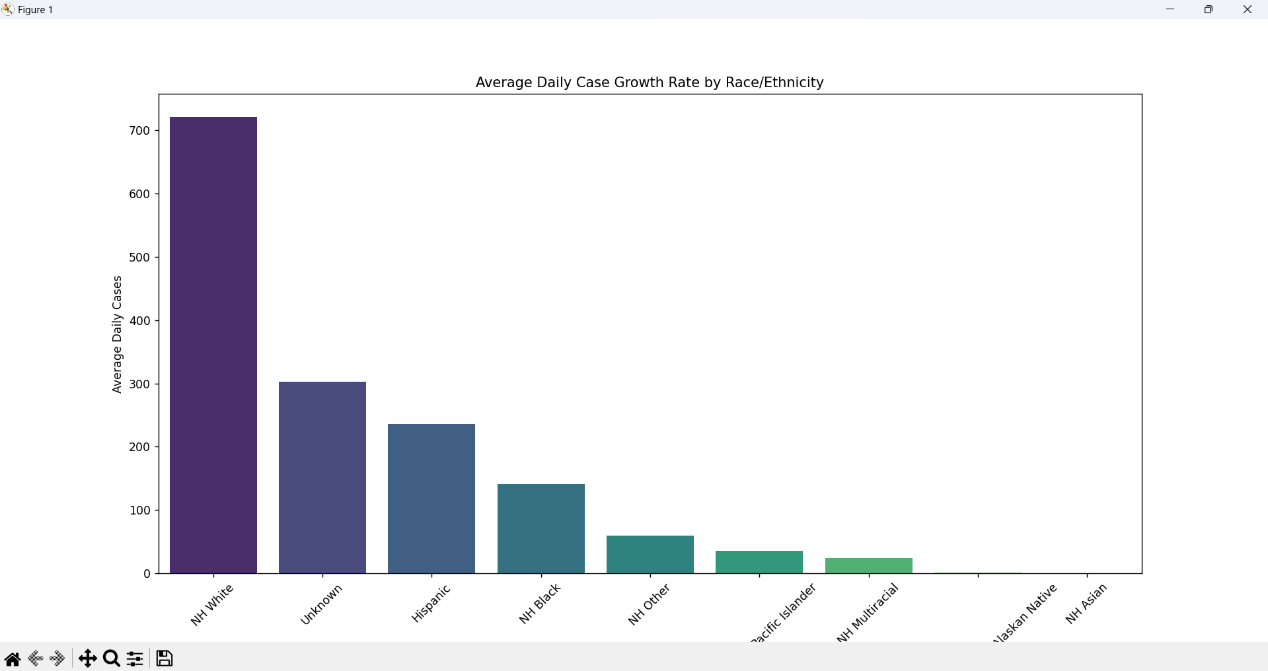 Figure 1
Average Daily Case Growth Rate by Race/Ethnicity
Average Daily Cases
700
600
500
400
300
200
100
0
NH White
Unknown
Hispanic
NH Black
NH Other
Pacific Islander
NH Multiracial
Alaskan Native
NH Asian